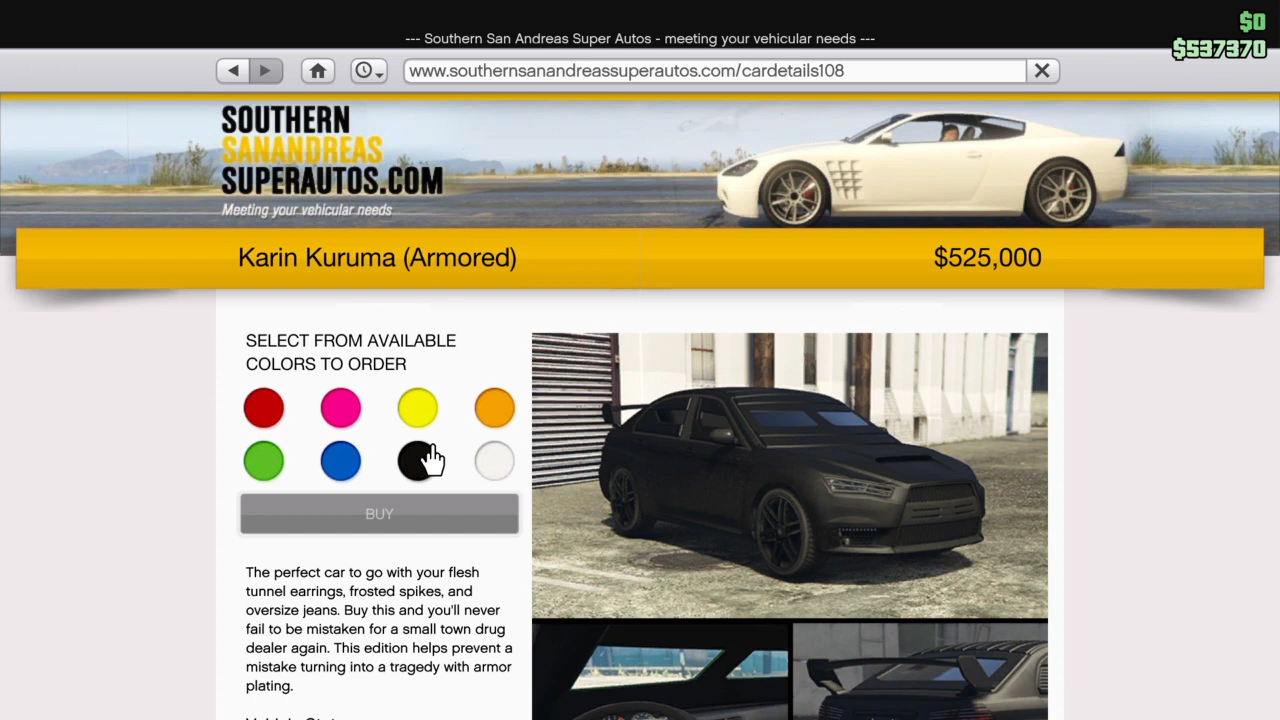 $0
--- Southern San Andreas Super Autos - meeting your vehicular needs ---
$537370
www.southernsanandreassuperautos.com/cardetails108
SOUTHERN
SANANDREAS
SUPERAUTOS.COM
Meeting your vehicular needs
Karin Kuruma (Armored)
$525,000
SELECT FROM AVAILABLE
COLORS TO ORDER
BUY
The perfect car to go with your flesh
tunnel earrings, frosted spikes, and
oversize jeans. Buy this and you'll never
fail to be mistaken for a small town drug
dealer again. This edition helps prevent a
mistake turning into a tragedy with armor
plating.